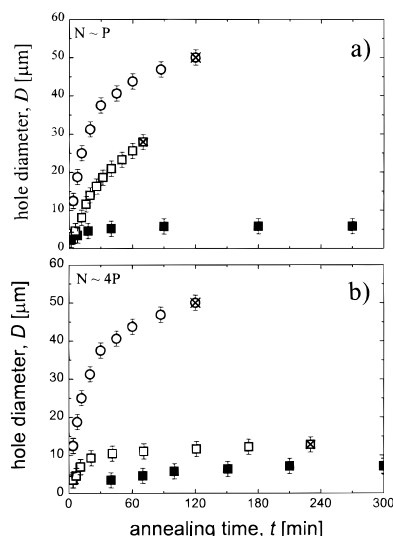 N ~ P
a)
60
50
40
30
20
10
0
hole diameter, D [μm]
N ~ 4P
b)
60
50
40
30
20
10
0
hole diameter, D [μm]
0 60 120 180 240 300
annealing time, t [min]